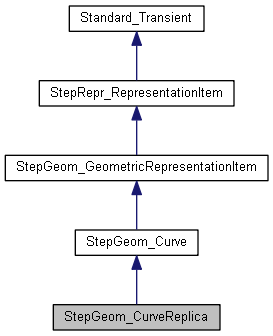 Standard_Transient
StepRepr_RepresentationItem
StepGeom_GeometricRepresentationItem
StepGeom_Curve
StepGeom_CurveReplica